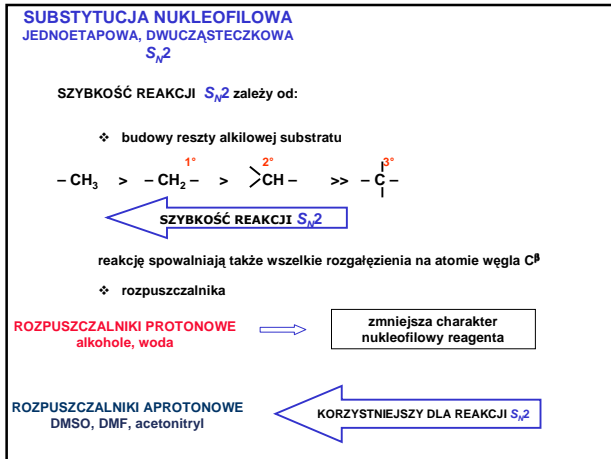 SUBSTYTUCJA NUKLEOFILOWA
JEDNOETAPOWA, DWUCZĄSTECZKOWA
SN2
SZYBKOŚĆ REAKCJI SN2 zależy od:
❖ budowy reszty alkilowej substratu
1° 2° 3°
– CH3 > – CH2 – > >CH – >> – C –
SZYBKOŚĆ REAKCJI SN2
reakcję spowalniają także wszelkie rozgałęzienia na atomie węgla Cβ
❖ rozpuszczalnika
ROZPUSZCZALNIKI PROTONOWE
alkohole, woda
zmniejsza charakter
nukleofilowy reagenta
ROZPUSZCZALNIKI APROTONOWE
DMSO, DMF, acetonitryl
KORZYSTNIEJSZY DLA REAKCJI SN2